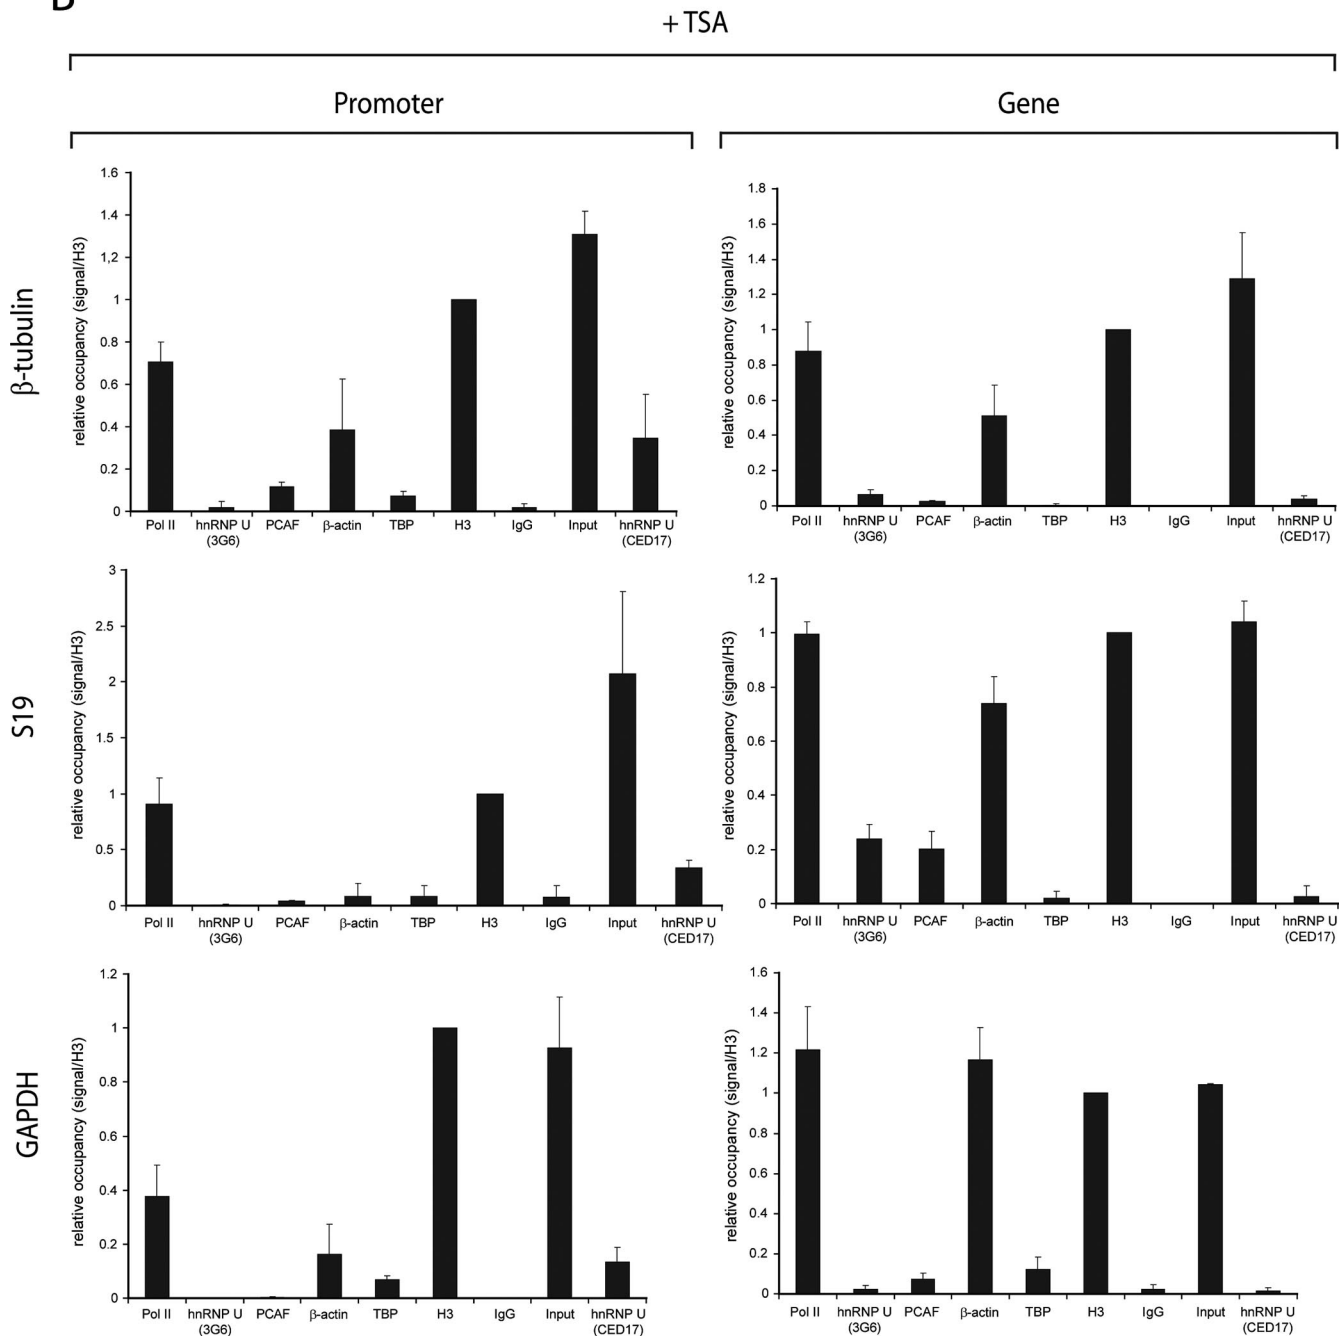 + TSA
Promoter
Gene
β-tubulin
relative occupancy (signal/H3)
1.6
1.4
1,2
1
0.8
0.6
0.4
0.2
0
Pol II hnRNP U PCAF β-actin TBP H3 IgG Input hnRNP U
(3G6) (CED17)
relative occupancy (signal/H3)
1.8
1.6
1.4
1.2
1
0.8
0.6
0.4
0.2
0
Pol II hnRNP U PCAF β-actin TBP H3 IgG Input hnRNP U
(3G6) (CED17)
S19
relative occupancy (signal/H3)
3
2.5
2
1.5
1
0.5
0
Pol II hnRNP U PCAF β-actin TBP H3 IgG Input hnRNP U
(3G6) (CED17)
relative occupancy (signal/H3)
1.2
1
0.8
0.6
0.4
0.2
0
Pol II hnRNP U PCAF β-actin TBP H3 IgG Input hnRNP U
(3G6) (CED17)
GAPDH
relative occupancy (signal/H3)
1.2
1
0.8
0.6
0.4
0.2
0
Pol II hnRNP U PCAF β-actin TBP H3 IgG Input hnRNP U
(3G6) (CED17)
relative occupancy (signal/H3)
1.6
1.4
1.2
1
0.8
0.6
0.4
0.2
0
Pol II hnRNP U PCAF β-actin TBP H3 IgG Input hnRNP U
(3G6) (CED17)